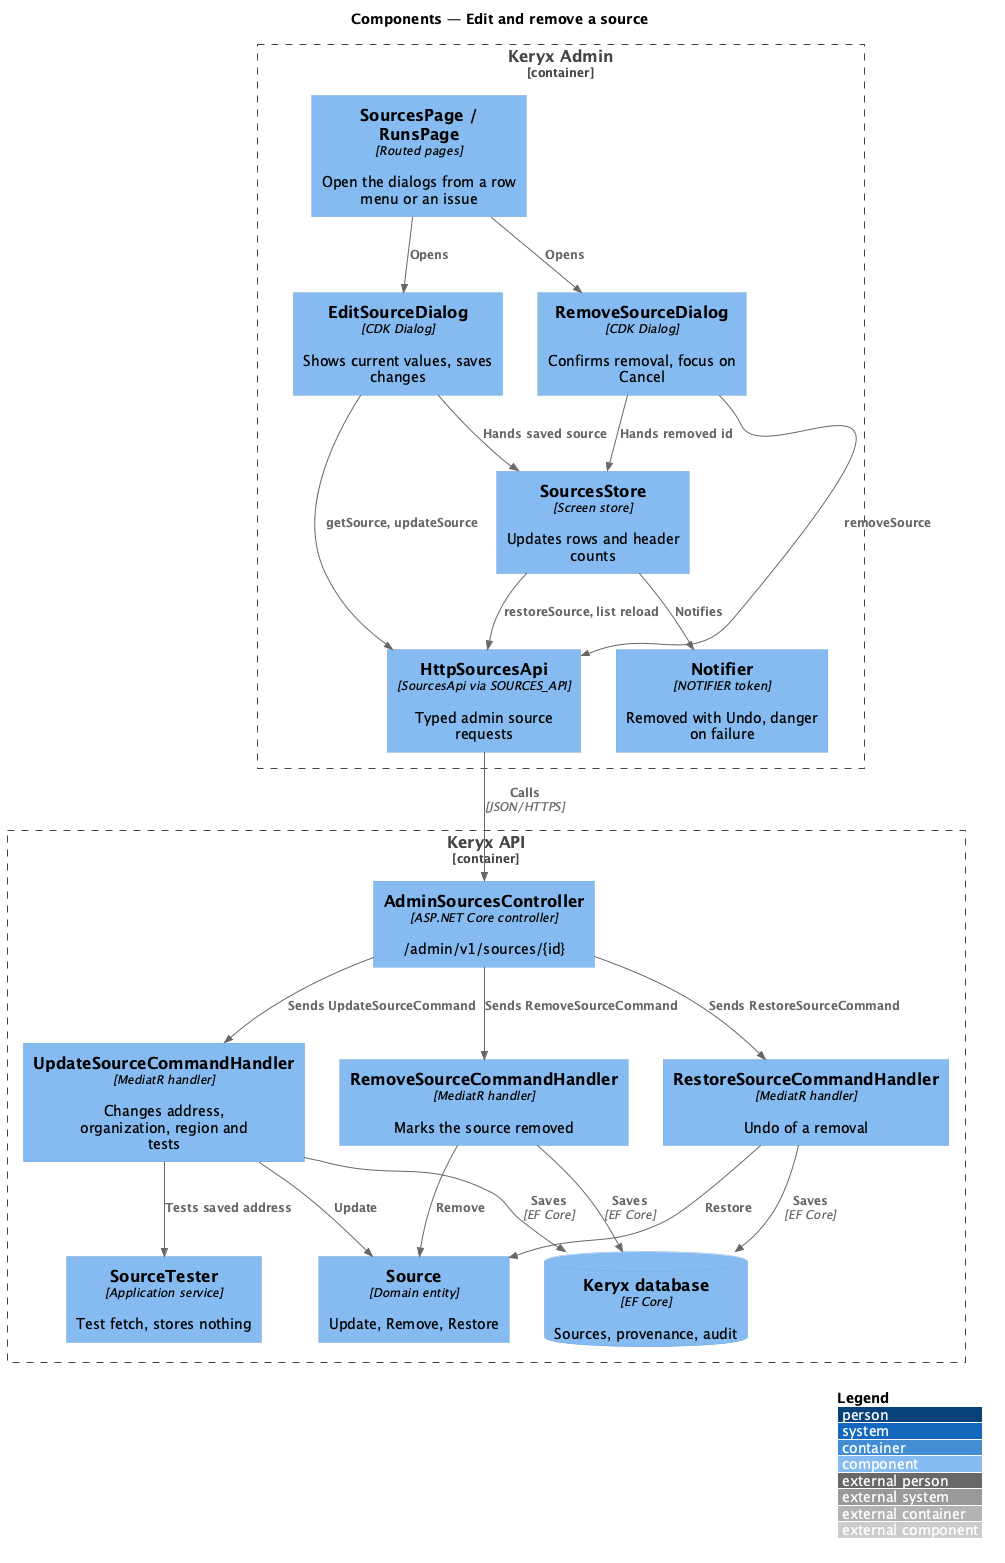 Components — Edit and remove a source
Keryx Admin
[container]
SourcesPage /
RunsPage
[Routed pages]
Open the dialogs from a row
menu or an issue
Opens
Opens
EditSourceDialog
[CDK Dialog]
Shows current values, saves
changes
RemoveSourceDialog
[CDK Dialog]
Confirms removal, focus on
Cancel
Hands saved source
Hands removed id
SourcesStore
[Screen store]
Updates rows and header
counts
getSource, updateSource
removeSource
restoreSource, list reload
Notifies
HttpSourcesApi
[SourcesApi via SOURCES_API]
Typed admin source
requests
Notifier
[NOTIFIER token]
Removed with Undo, danger
on failure
Calls
[JSON/HTTPS]
Keryx API
[container]
AdminSourcesController
[ASP.NET Core controller]
/admin/v1/sources/{id}
Sends UpdateSourceCommand
Sends RemoveSourceCommand
Sends RestoreSourceCommand
UpdateSourceCommandHandler
[MediatR handler]
Changes address,
organization, region and
tests
RemoveSourceCommandHandler
[MediatR handler]
Marks the source removed
RestoreSourceCommandHandler
[MediatR handler]
Undo of a removal
Tests saved address
Update
Remove
Saves
[EF Core]
Saves
[EF Core]
Restore
Saves
[EF Core]
SourceTester
[Application service]
Test fetch, stores nothing
Source
[Domain entity]
Update, Remove, Restore
Keryx database
[EF Core]
Sources, provenance, audit
Legend
person
system
container
component
external person
external system
external container
external component